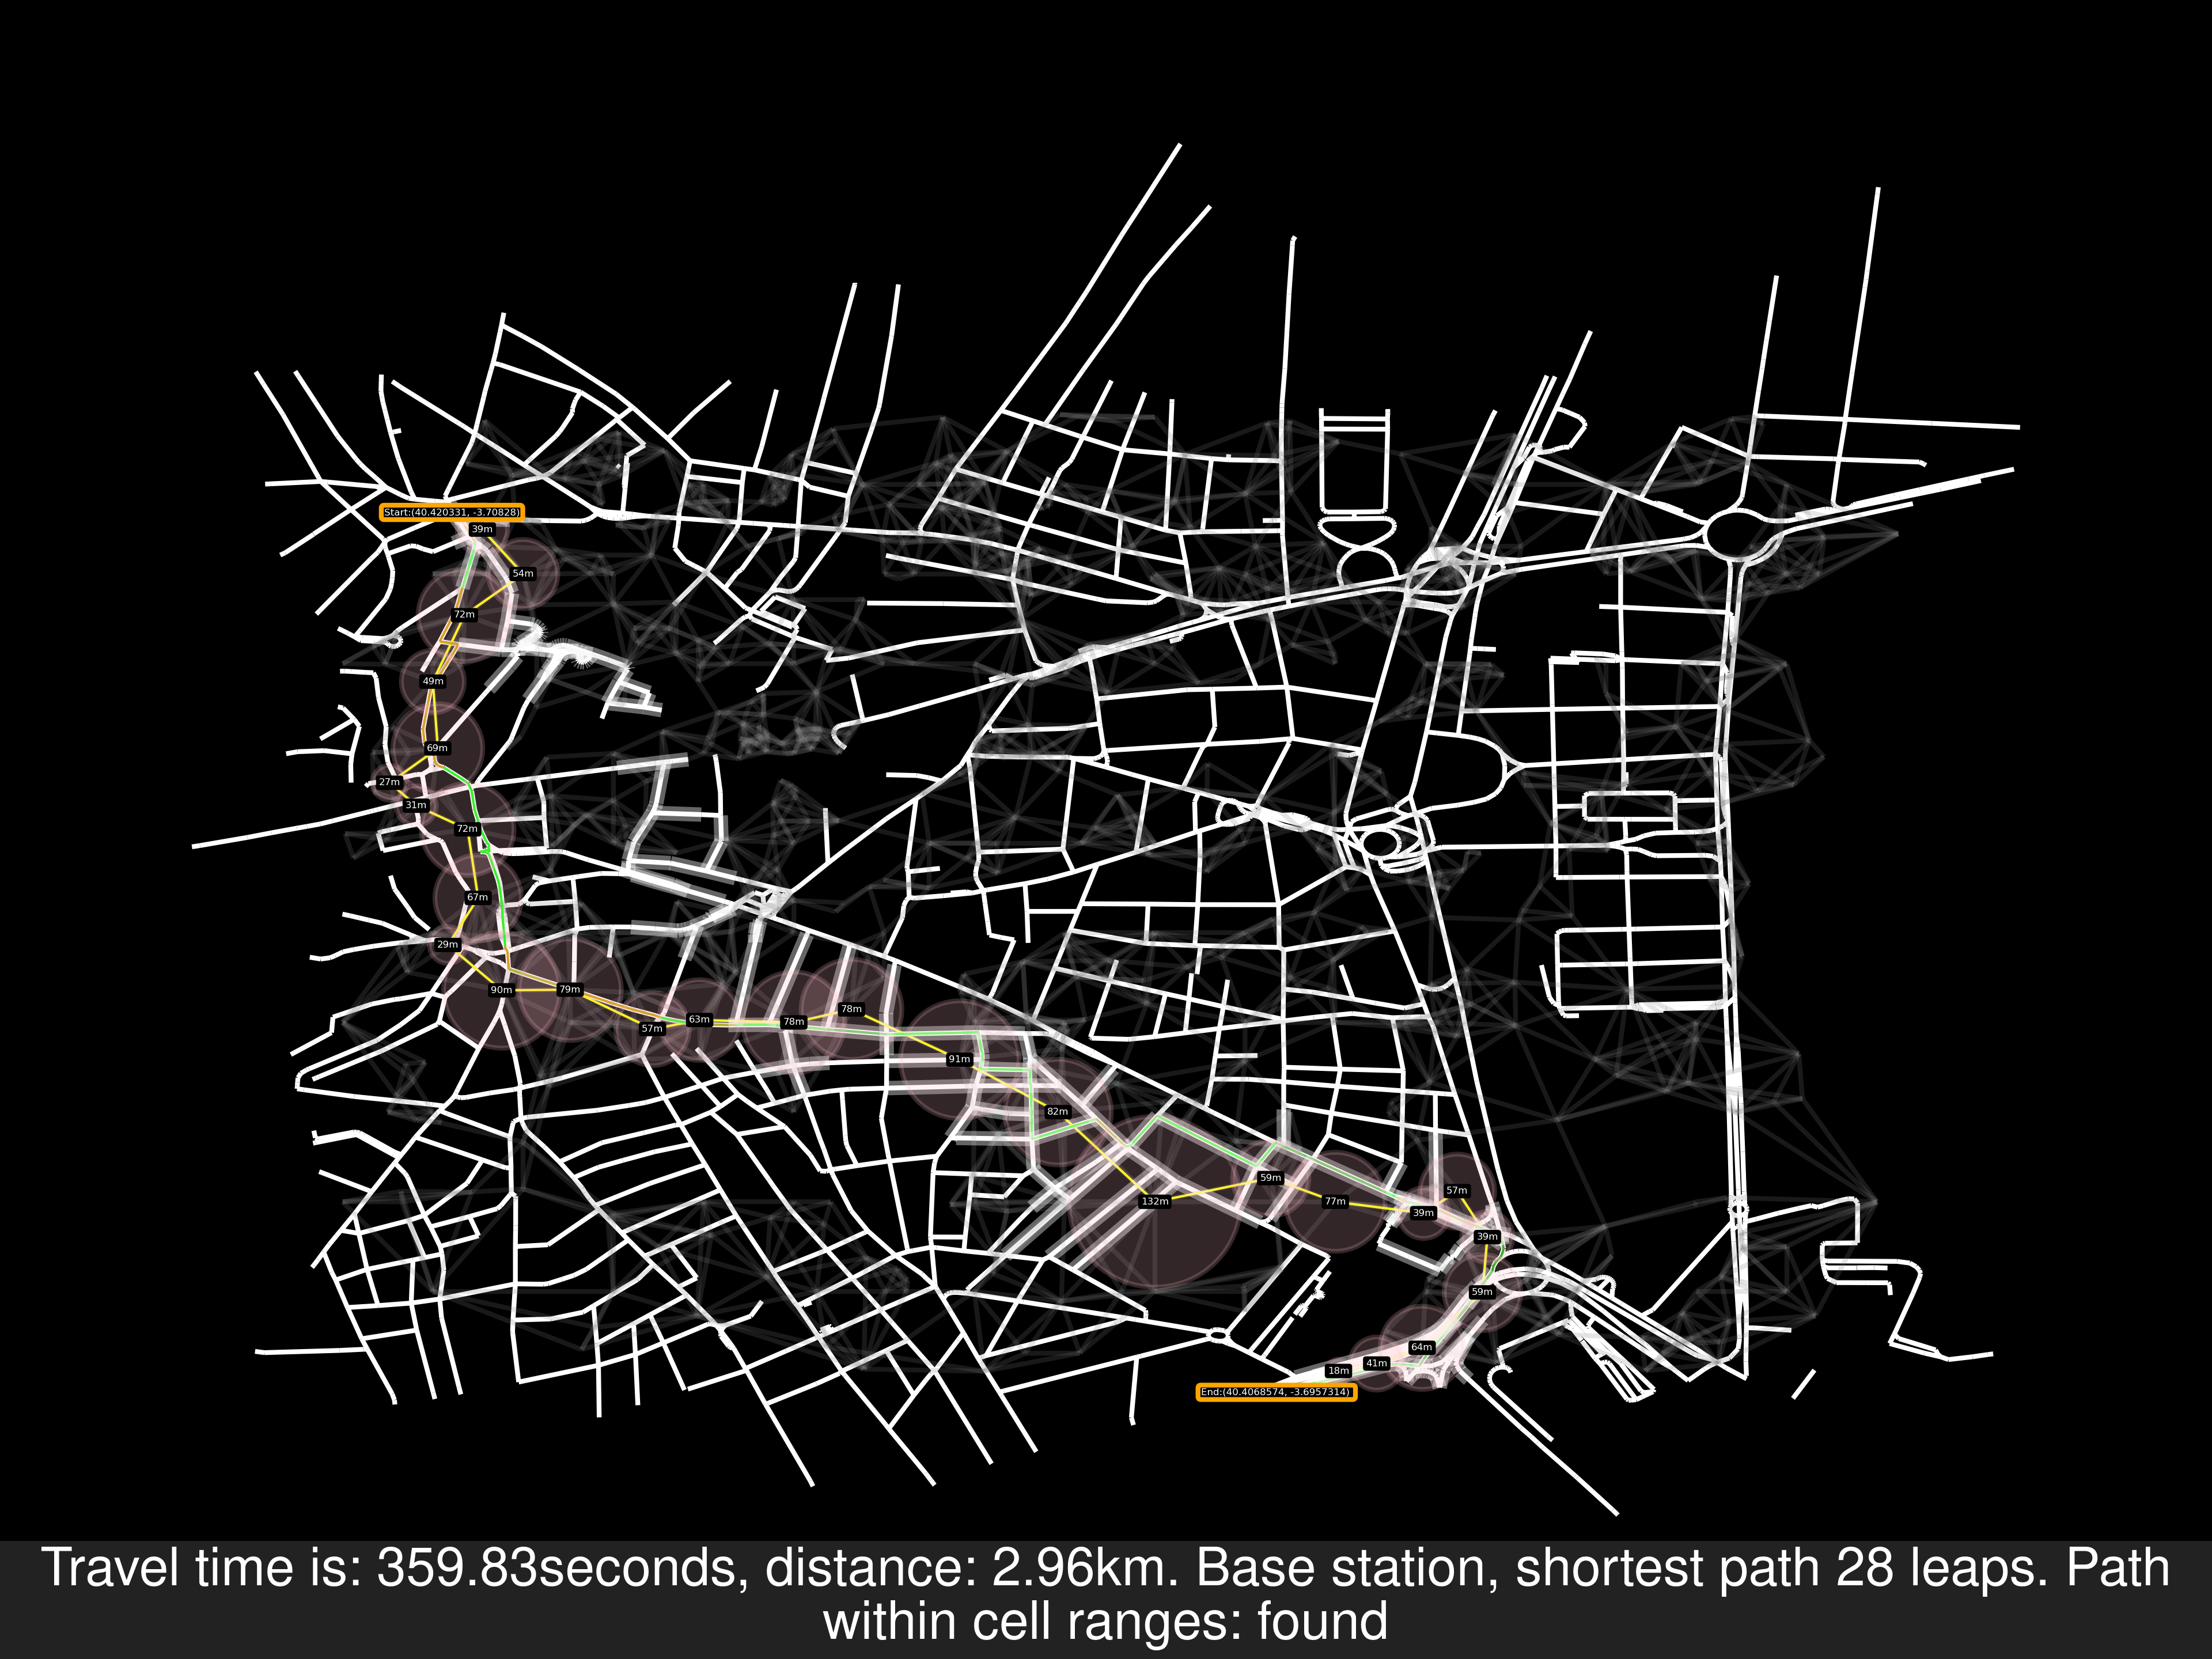 Start:(40.420331, -3.70828)
39m
54m
72m
49m
69m
27m
31m
72m
67m
29m
90m
79m
57m
63m
78m
78m
91m
82m
132m
59m
77m
39m
57m
39m
59m
64m
41m
18m
End:(40.4068574, -3.6957314)
Travel time is: 359.83seconds, distance: 2.96km. Base station, shortest path 28 leaps. Path
within cell ranges: found